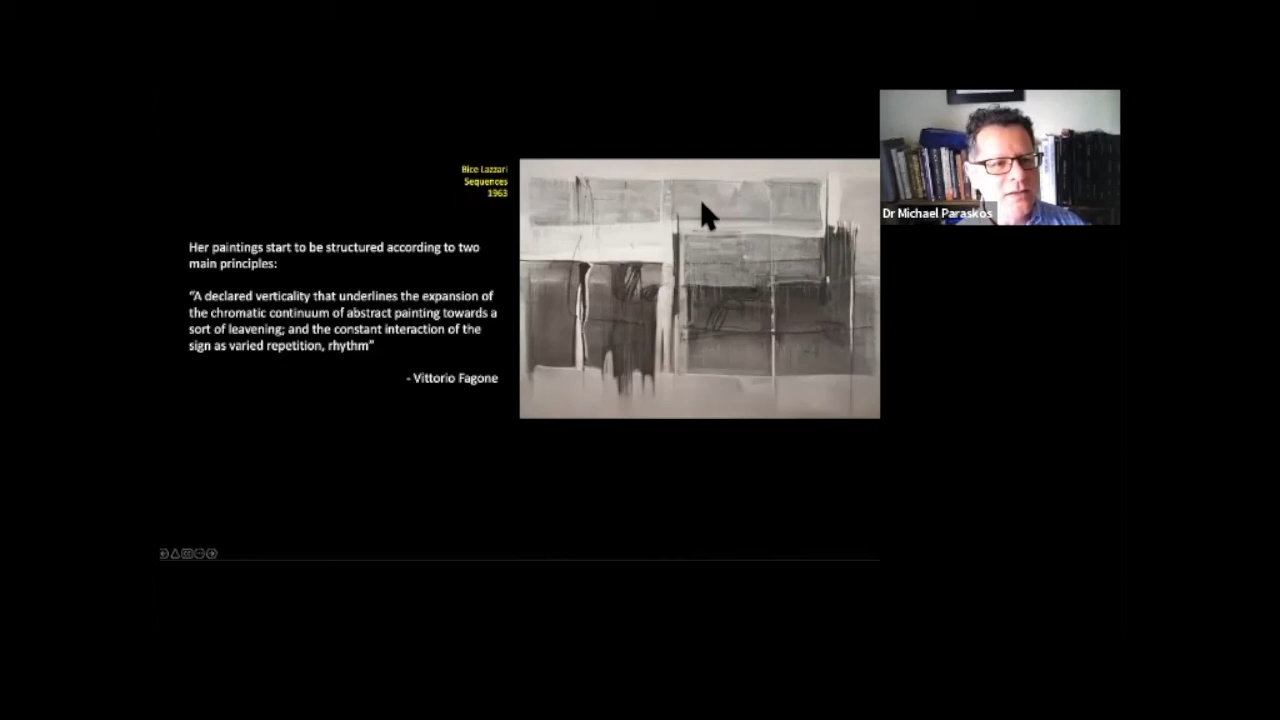 Bice Lazzari
Sequences
1963
Her paintings start to be structured according to two
main principles:
“A declared verticality that underlines the expansion of
the chromatic continuum of abstract painting towards a
sort of leavening; and the constant interaction of the
sign as varied repetition, rhythm”
- Vittorio Fagone
Dr Michael Paraskos